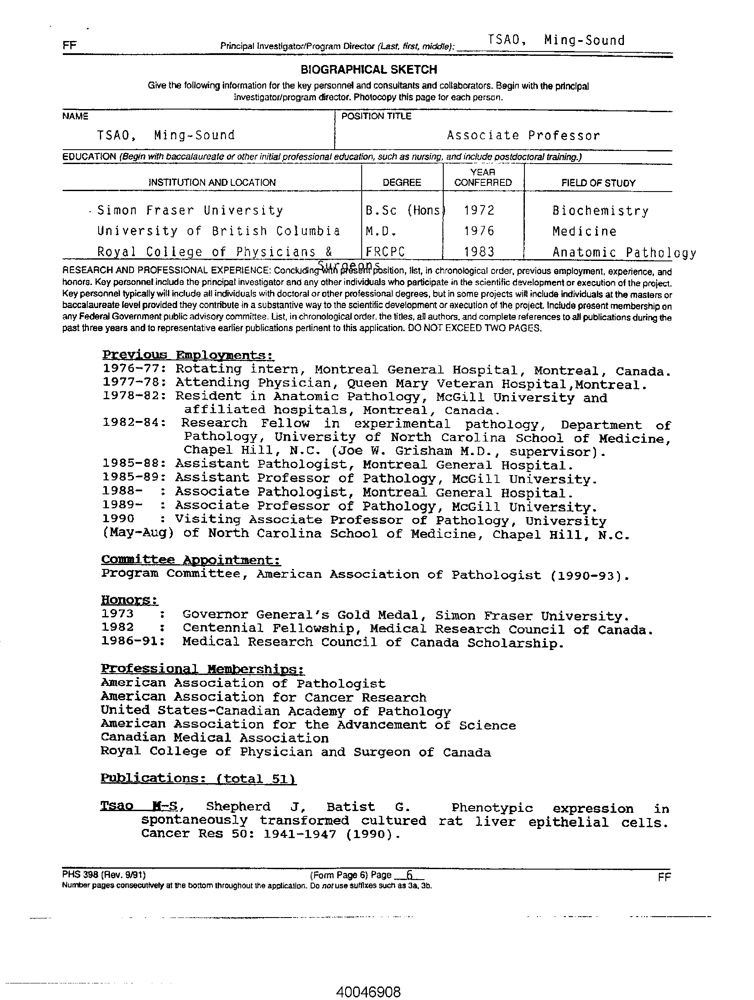 FF
Principal Investigator/Program Director (Last, first, middle): TSAO, Ming-Sound
BIOGRAPHICAL SKETCH
Give the following information for the key personnel and consultants and collaborators. Begin with the principal
investigator/program director. Photocopy this page for each person.
NAME POSITION TITLE
TSAO, Ming-Sound Associate Professor
EDUCATION (Begin with baccalaureate or other initial professional education, such as nursing, and include postdoctoral training.)
INSTITUTION AND LOCATION DEGREE YEAR CONFERRED FIELD OF STUDY
Simon Fraser University B.Sc (Hons) 1972 Biochemistry
University of British Columbia M.D. 1976 Medicine
Royal College of Physicians & Surgeons FRCPC 1983 Anatomic Pathology
RESEARCH AND PROFESSIONAL EXPERIENCE: Concluding with present position, list, in chronological order, previous employment, experience, and
honors. Key personnel include the principal investigator and any other individuals who participate in the scientific development or execution of the project.
Key personnel typically will include all individuals with doctoral or other professional degrees, but in some projects will include individuals at the masters or
baccalaureate level provided they contribute in a substantive way to the scientific development or execution of the project. Include present membership on
any Federal Government public advisory committee. List, in chronological order, the titles, all authors, and complete references to all publications during the
past three years and to representative earlier publications pertinent to this application. DO NOT EXCEED TWO PAGES.
Previous Employments:
1976-77: Rotating intern, Montreal General Hospital, Montreal, Canada.
1977-78: Attending Physician, Queen Mary Veteran Hospital,Montreal.
1978-82: Resident in Anatomic Pathology, McGill University and
affiliated hospitals, Montreal, Canada.
1982-84: Research Fellow in experimental pathology, Department of
Pathology, University of North Carolina School of Medicine,
Chapel Hill, N.C. (Joe W. Grisham M.D., supervisor).
1985-88: Assistant Pathologist, Montreal General Hospital.
1985-89: Assistant Professor of Pathology, McGill University.
1988- : Associate Pathologist, Montreal General Hospital.
1989- : Associate Professor of Pathology, McGill University.
1990 : Visiting Associate Professor of Pathology, University
(May-Aug) of North Carolina School of Medicine, Chapel Hill, N.C.
Committee Appointment:
Program Committee, American Association of Pathologist (1990-93).
Honors:
1973 : Governor General's Gold Medal, Simon Fraser University.
1982 : Centennial Fellowship, Medical Research Council of Canada.
1986-91: Medical Research Council of Canada Scholarship.
Professional Memberships:
American Association of Pathologist
American Association for Cancer Research
United States-Canadian Academy of Pathology
American Association for the Advancement of Science
Canadian Medical Association
Royal College of Physician and Surgeon of Canada
Publications: (total 51)
Tsao M-S, Shepherd J, Batist G. Phenotypic expression in
spontaneously transformed cultured rat liver epithelial cells.
Cancer Res 50: 1941-1947 (1990).
PHS 398 (Rev. 9/91) (Form Page 6) Page 6 FF
Number pages consecutively at the bottom throughout the application. Do not use suffixes such as 3a, 3b.
40046908